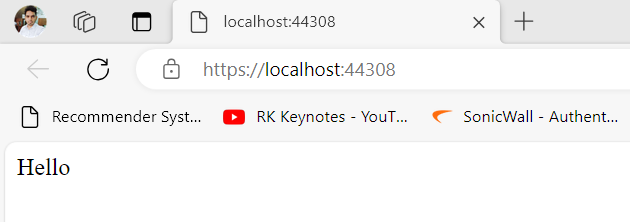 localhost:44308
https://localhost:44308
Recommender Syst... RK Keynotes - YouT... SonicWall - Authent...
Hello